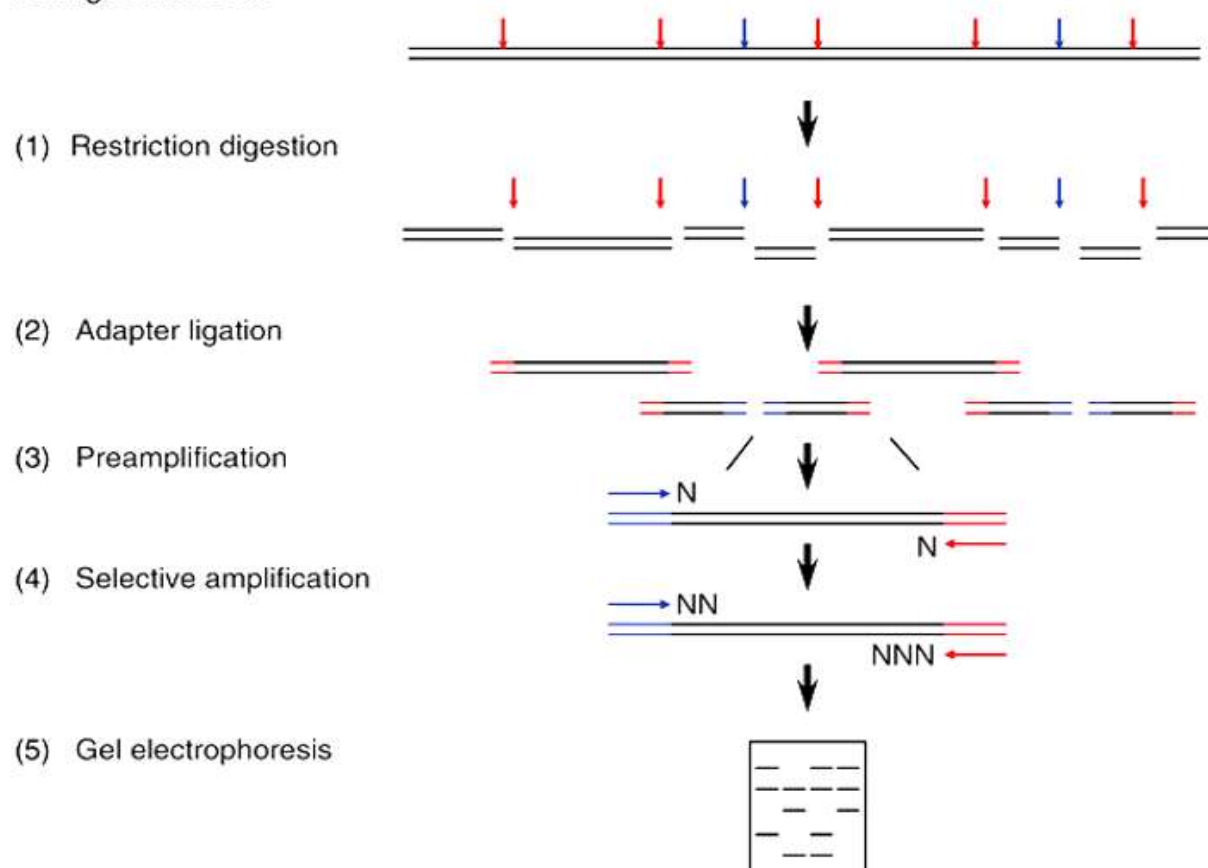 (1) Restriction digestion
(2) Adapter ligation
(3) Preamplification
N
N
(4) Selective amplification
NN
NNN
(5) Gel electrophoresis